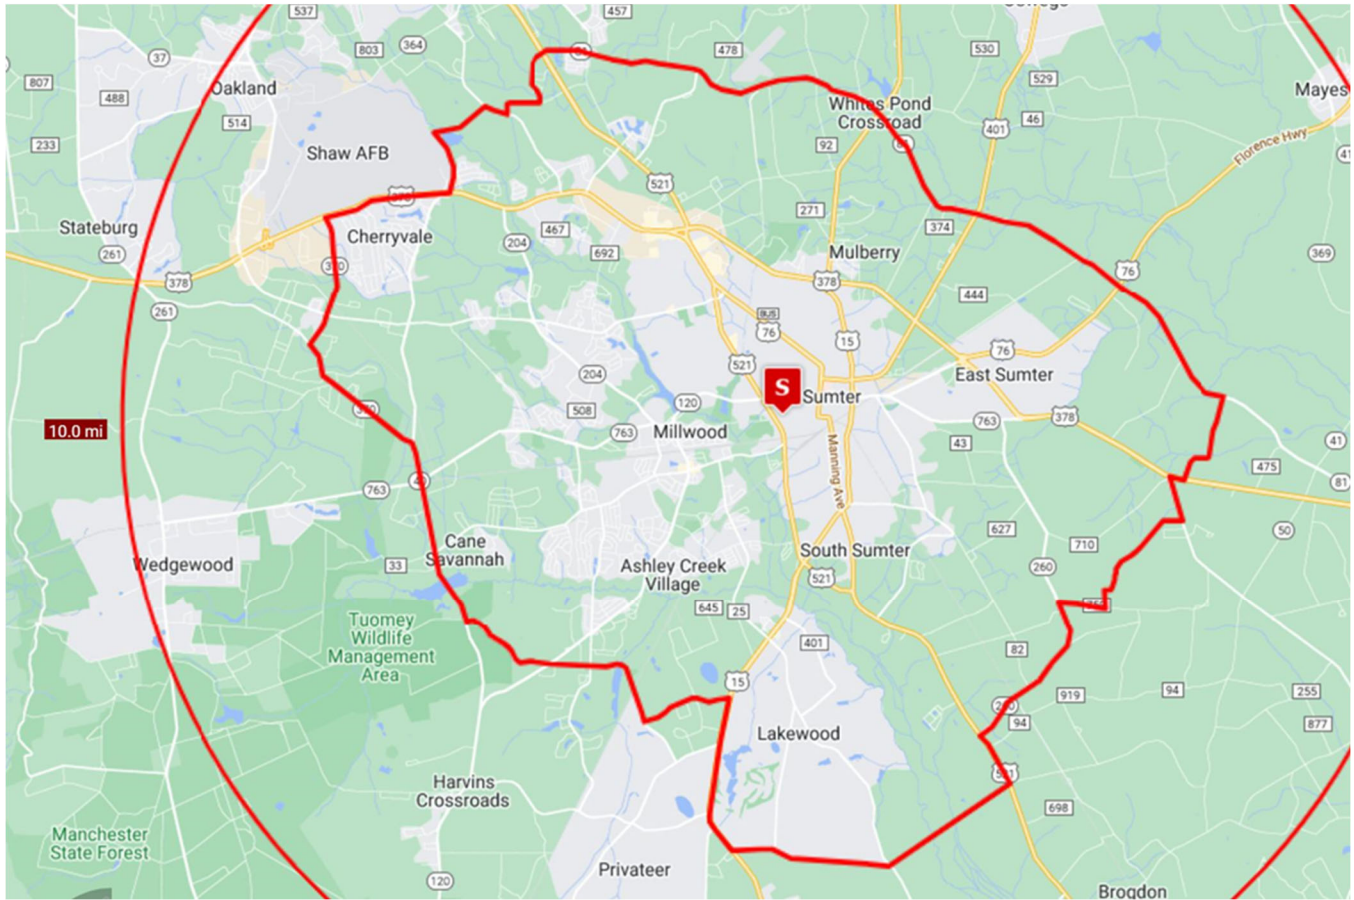 537
457
37
803
364
478
530
807
488
Oakland
529
Mayes
514
Whites Pond
Crossroad
46
401
233
Shaw AFB
92
Florence Hwy
521
271
Stateburg
Cherryvale
467
374
204
692
Mulberry
261
369
76
378
378
444
261
BUS
76
15
521
76
204
East Sumter
S
Sumter
120
508
763
378
10.0 mi
763
Millwood
43
41
Manning Ave
475
763
81
627
50
Cane
Savannah
South Sumter
710
Wedgewood
33
Ashley Creek
Village
260
521
645
25
Tuomey
Wildlife
Management
Area
401
82
15
919
94
255
94
877
Lakewood
Harvins
Crossroads
698
Manchester
State Forest
Privateer
120
Brogdon